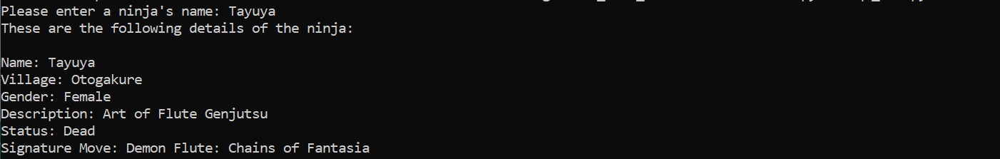 Please enter a ninja's name: Tayuya
These are the following details of the ninja:
Name: Tayuya
Village: Otogakure
Gender: Female
Description: Art of Flute Genjutsu
Status: Dead
Signature Move: Demon Flute: Chains of Fantasia